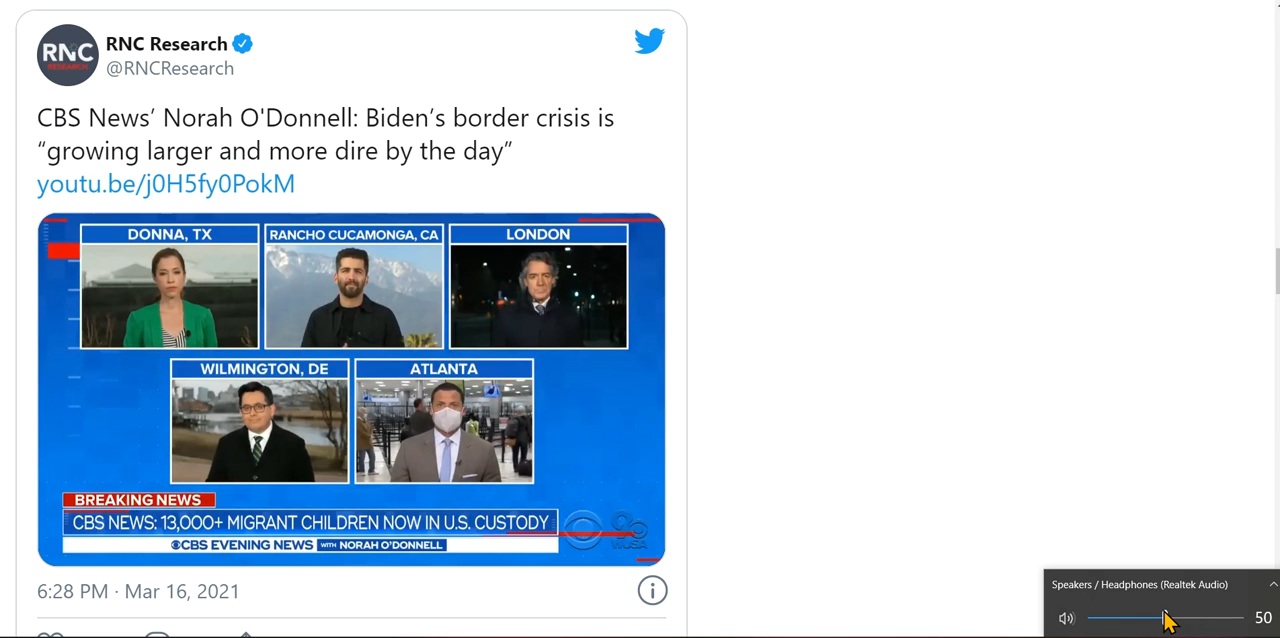 RNC
RESEARCH
RNC Research
@RNCResearch
CBS News’ Norah O'Donnell: Biden’s border crisis is
“growing larger and more dire by the day”
youtu.be/j0H5fy0PokM
DONNA, TX
RANCHO CUCAMONGA, CA
LONDON
WILMINGTON, DE
ATLANTA
BREAKING NEWS
CBS NEWS: 13,000+ MIGRANT CHILDREN NOW IN U.S. CUSTODY
CBS EVENING NEWS WITH NORAH O'DONNELL
WUSA
6:28 PM · Mar 16, 2021
Speakers / Headphones (Realtek Audio)
50